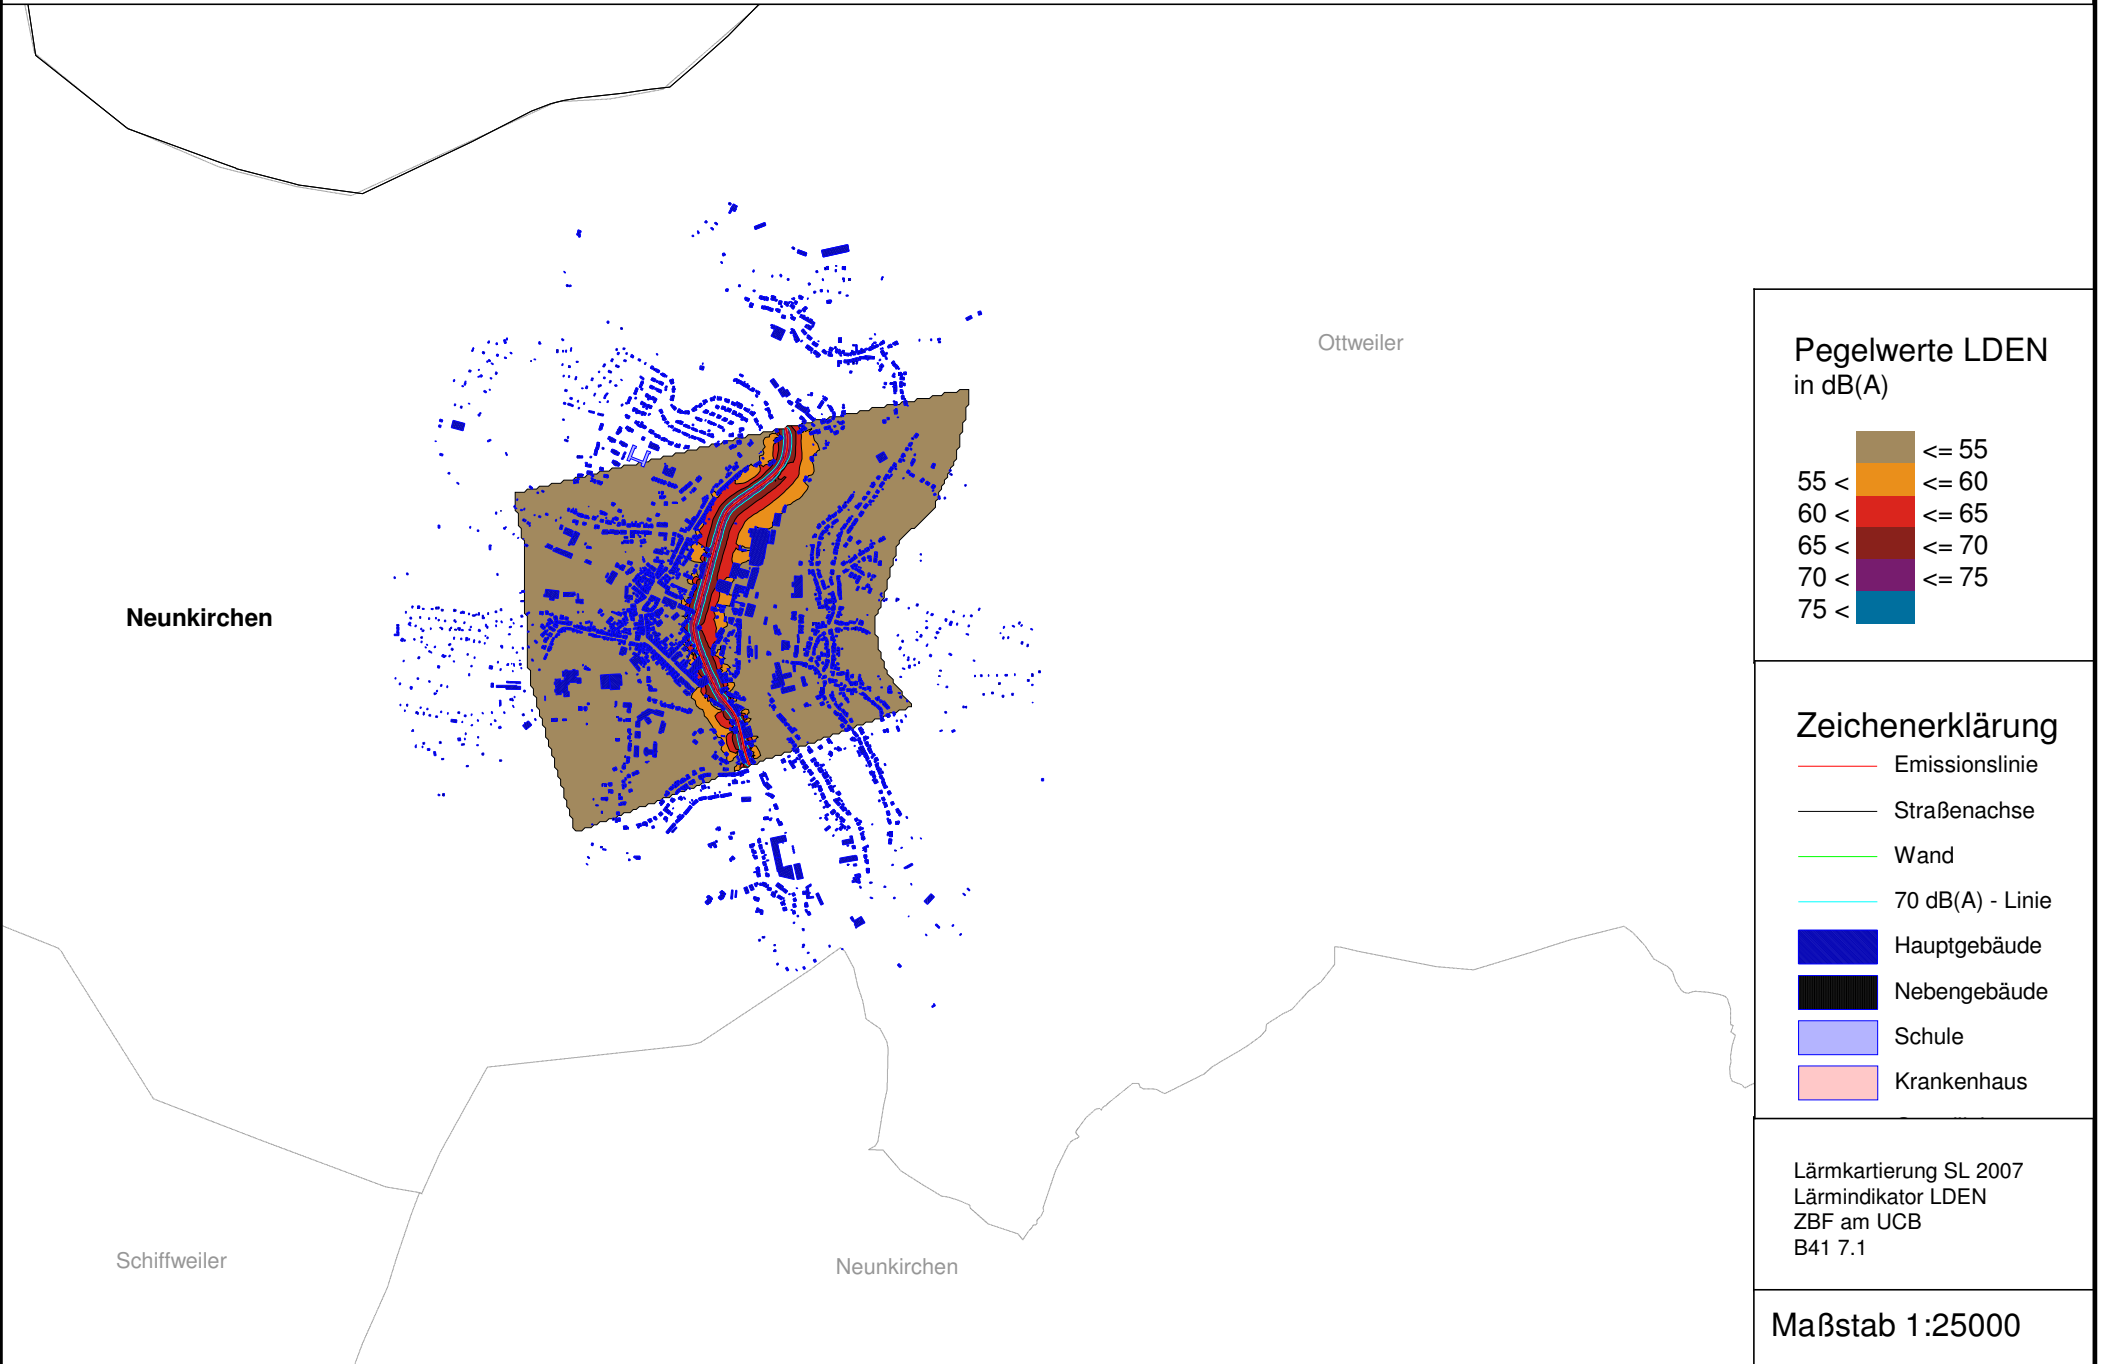 Ottweiler
Neunkirchen
Schiffweiler
Neunkirchen
Pegelwerte LDEN
in dB(A)
<= 55
55 < <= 60
60 < <= 65
65 < <= 70
70 < <= 75
75 <
Zeichenerklärung
Emissionslinie
Straßenachse
Wand
70 dB(A) - Linie
Hauptgebäude
Nebengebäude
Schule
Krankenhaus
Lärmkartierung SL 2007
Lärmindikator LDEN
ZBF am UCB
B41 7.1
Maßstab 1:25000